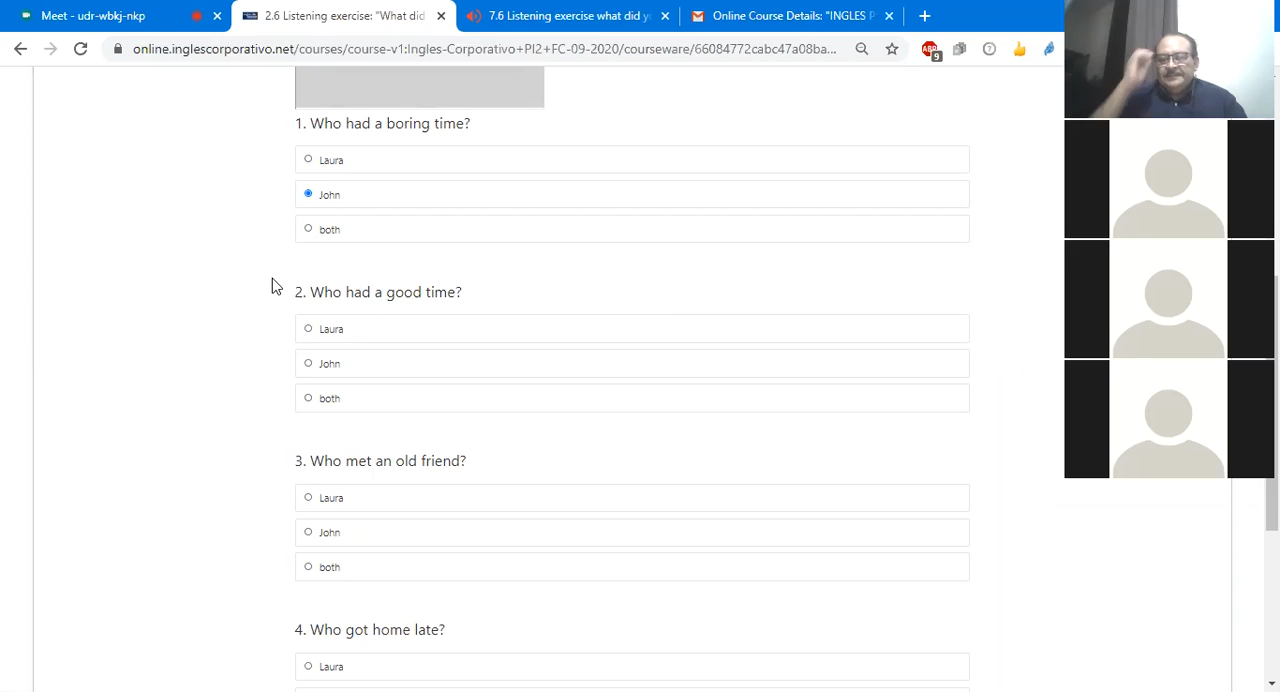 Meet - udr-wbkj-nkp
2.6 Listening exercise: "What did
7.6 Listening exercise what did yo
Online Course Details: "INGLES P
online.inglescorporativo.net/courses/course-v1:Ingles-Corporativo+PI2+FC-09-2020/courseware/66084772cabc47a08ba...
ABP
9
1. Who had a boring time?
Laura
John
both
2. Who had a good time?
Laura
John
both
3. Who met an old friend?
Laura
John
both
4. Who got home late?
Laura